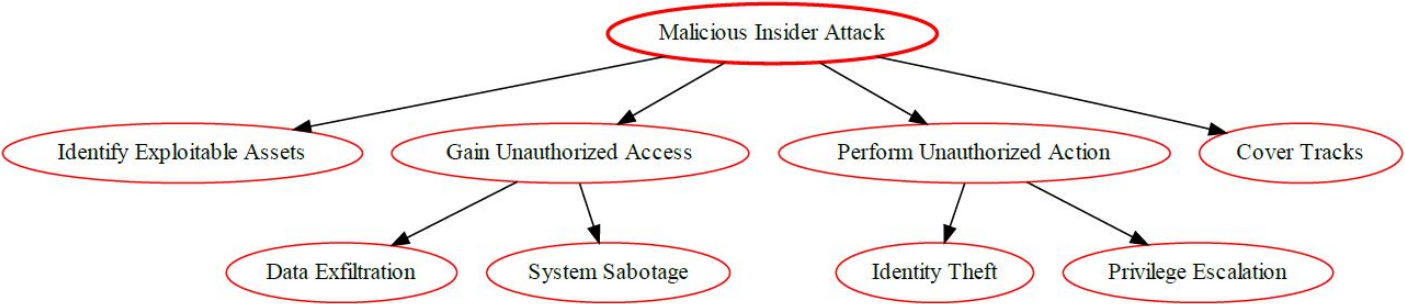 Malicious Insider Attack
Identify Exploitable Assets
Gain Unauthorized Access
Perform Unauthorized Action
Cover Tracks
Data Exfiltration
System Sabotage
Identity Theft
Privilege Escalation